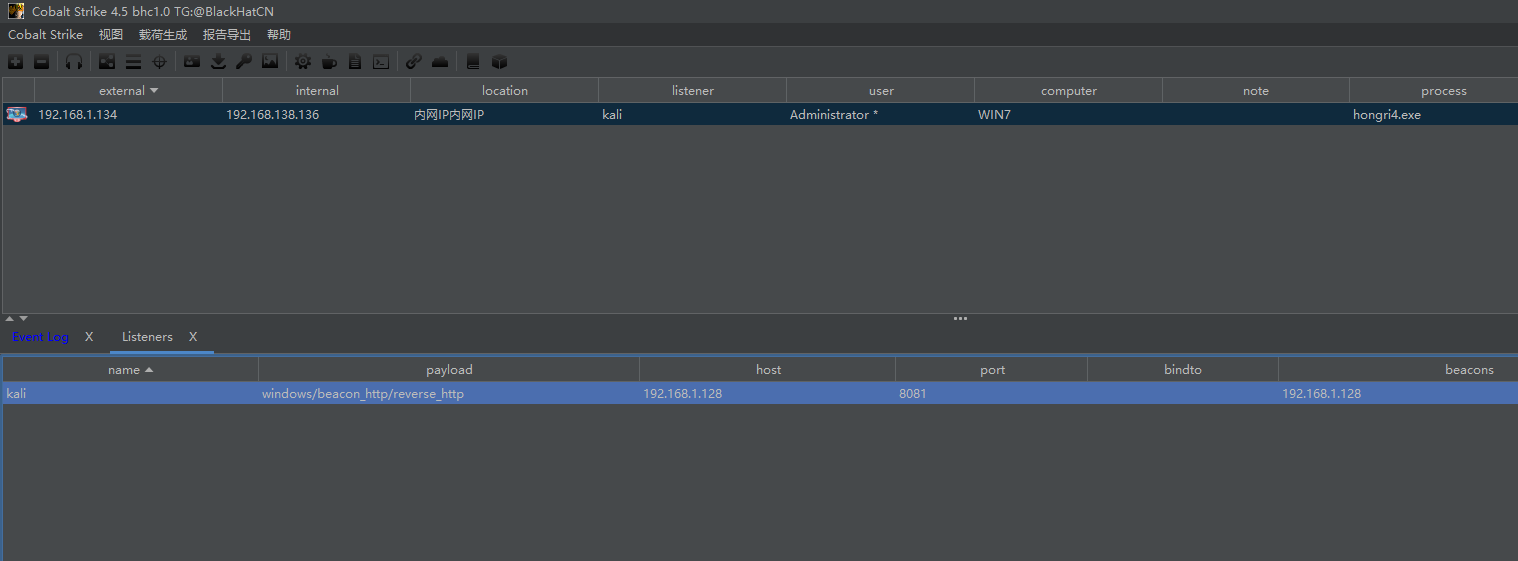 Cobalt Strike 4.5 bhc1.0 TG:@BlackHatCN
Cobalt Strike 视图 载荷生成 报告导出 帮助
external internal location listener user computer note process
192.168.1.134 192.168.138.136 内网IP内网IP kali Administrator * WIN7 hongri4.exe
Event Log X Listeners X
name payload host port bindto beacons
kali windows/beacon_http/reverse_http 192.168.1.128 8081 192.168.1.128